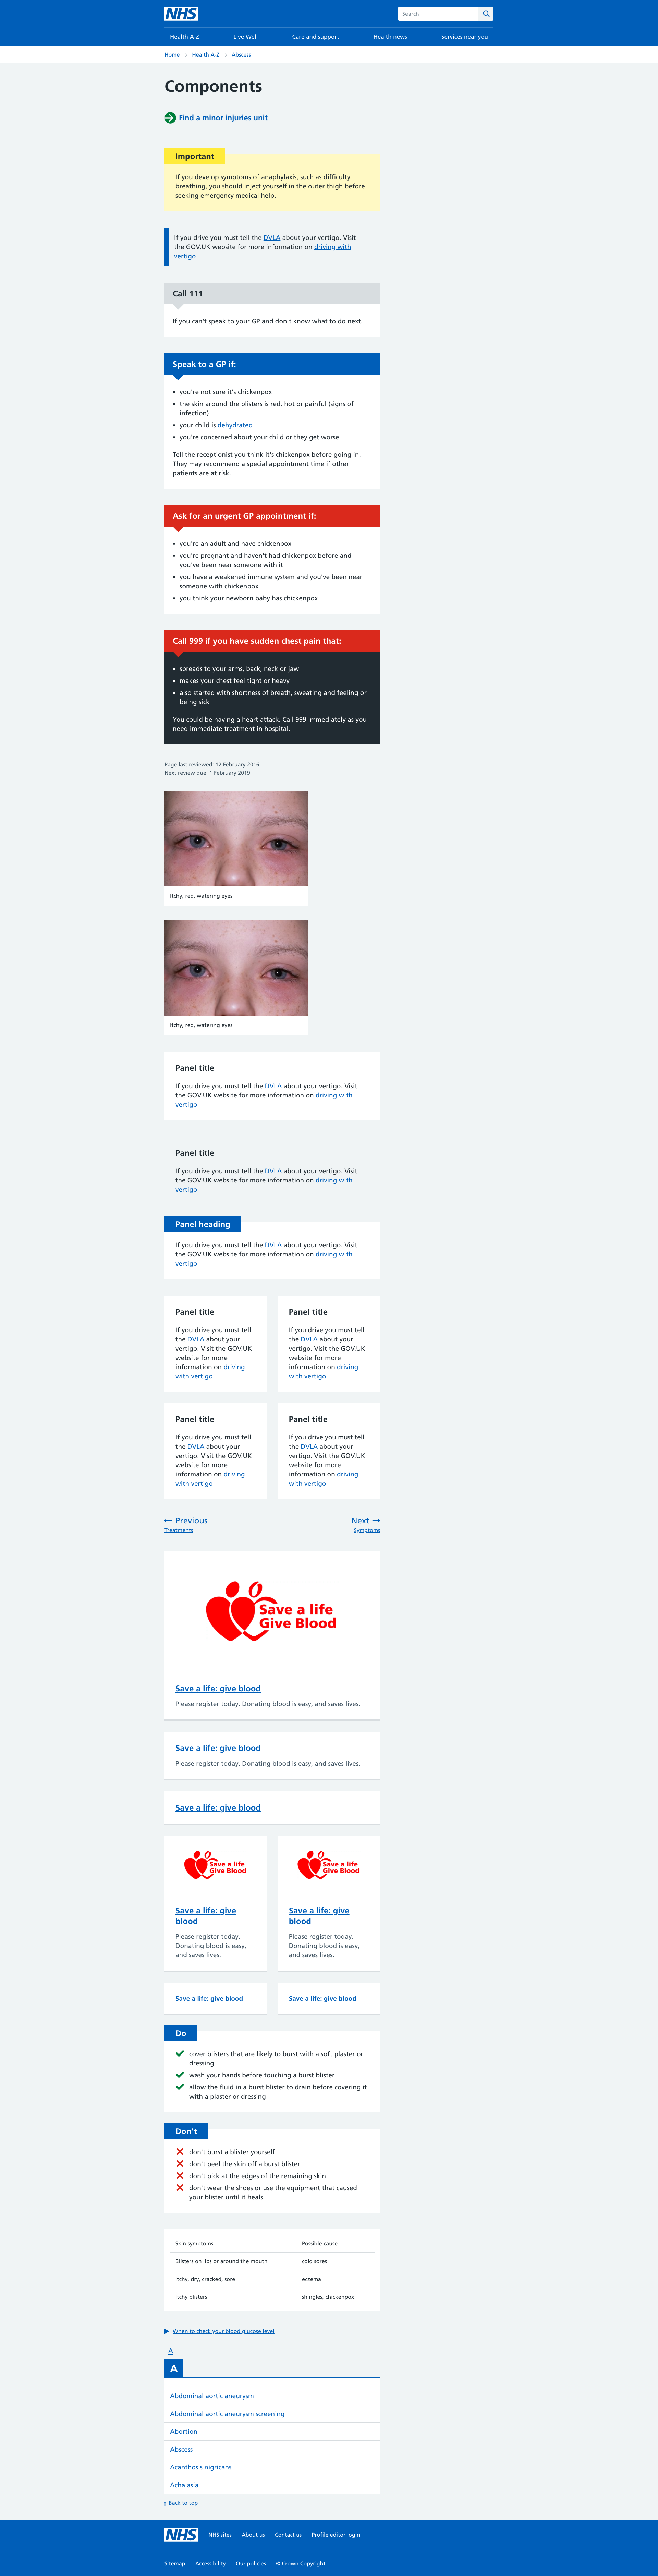 NHS
Search
Health A-Z
Live Well
Care and support
Health news
Services near you
Home
Health A-Z
Abscess
Components
Find a minor injuries unit
Important
If you develop symptoms of anaphylaxis, such as difficulty
breathing, you should inject yourself in the outer thigh before
seeking emergency medical help.
If you drive you must tell the DVLA about your vertigo. Visit
the GOV.UK website for more information on driving with
vertigo
Call 111
If you can't speak to your GP and don't know what to do next.
Speak to a GP if:
you're not sure it's chickenpox
the skin around the blisters is red, hot or painful (signs of
infection)
your child is dehydrated
you're concerned about your child or they get worse
Tell the receptionist you think it's chickenpox before going in.
They may recommend a special appointment time if other
patients are at risk.
Ask for an urgent GP appointment if:
you're an adult and have chickenpox
you're pregnant and haven't had chickenpox before and
you've been near someone with it
you have a weakened immune system and you've been near
someone with chickenpox
you think your newborn baby has chickenpox
Call 999 if you have sudden chest pain that:
spreads to your arms, back, neck or jaw
makes your chest feel tight or heavy
also started with shortness of breath, sweating and feeling or
being sick
You could be having a heart attack. Call 999 immediately as you
need immediate treatment in hospital.
Page last reviewed: 12 February 2016
Next review due: 1 February 2019
Itchy, red, watering eyes
Itchy, red, watering eyes
Panel title
If you drive you must tell the DVLA about your vertigo. Visit
the GOV.UK website for more information on driving with
vertigo
Panel title
If you drive you must tell the DVLA about your vertigo. Visit
the GOV.UK website for more information on driving with
vertigo
Panel heading
If you drive you must tell the DVLA about your vertigo. Visit
the GOV.UK website for more information on driving with
vertigo
Panel title
If you drive you must tell
the DVLA about your
vertigo. Visit the GOV.UK
website for more
information on driving
with vertigo
Panel title
If you drive you must tell
the DVLA about your
vertigo. Visit the GOV.UK
website for more
information on driving
with vertigo
Panel title
If you drive you must tell
the DVLA about your
vertigo. Visit the GOV.UK
website for more
information on driving
with vertigo
Panel title
If you drive you must tell
the DVLA about your
vertigo. Visit the GOV.UK
website for more
information on driving
with vertigo
Previous
Treatments
Next
Symptoms
Save a life
Give Blood
Save a life: give blood
Please register today. Donating blood is easy, and saves lives.
Save a life: give blood
Please register today. Donating blood is easy, and saves lives.
Save a life: give blood
Save a life
Give Blood
Save a life: give
blood
Please register today.
Donating blood is easy,
and saves lives.
Save a life
Give Blood
Save a life: give
blood
Please register today.
Donating blood is easy,
and saves lives.
Save a life: give blood
Save a life: give blood
Do
cover blisters that are likely to burst with a soft plaster or
dressing
wash your hands before touching a burst blister
allow the fluid in a burst blister to drain before covering it
with a plaster or dressing
Don't
don't burst a blister yourself
don't peel the skin off a burst blister
don't pick at the edges of the remaining skin
don't wear the shoes or use the equipment that caused
your blister until it heals
Skin symptoms Possible cause
Blisters on lips or around the mouth cold sores
Itchy, dry, cracked, sore eczema
Itchy blisters shingles, chickenpox
When to check your blood glucose level
A
A
Abdominal aortic aneurysm
Abdominal aortic aneurysm screening
Abortion
Abscess
Acanthosis nigricans
Achalasia
Back to top
NHS
NHS sites
About us
Contact us
Profile editor login
Sitemap
Accessibility
Our policies
© Crown Copyright